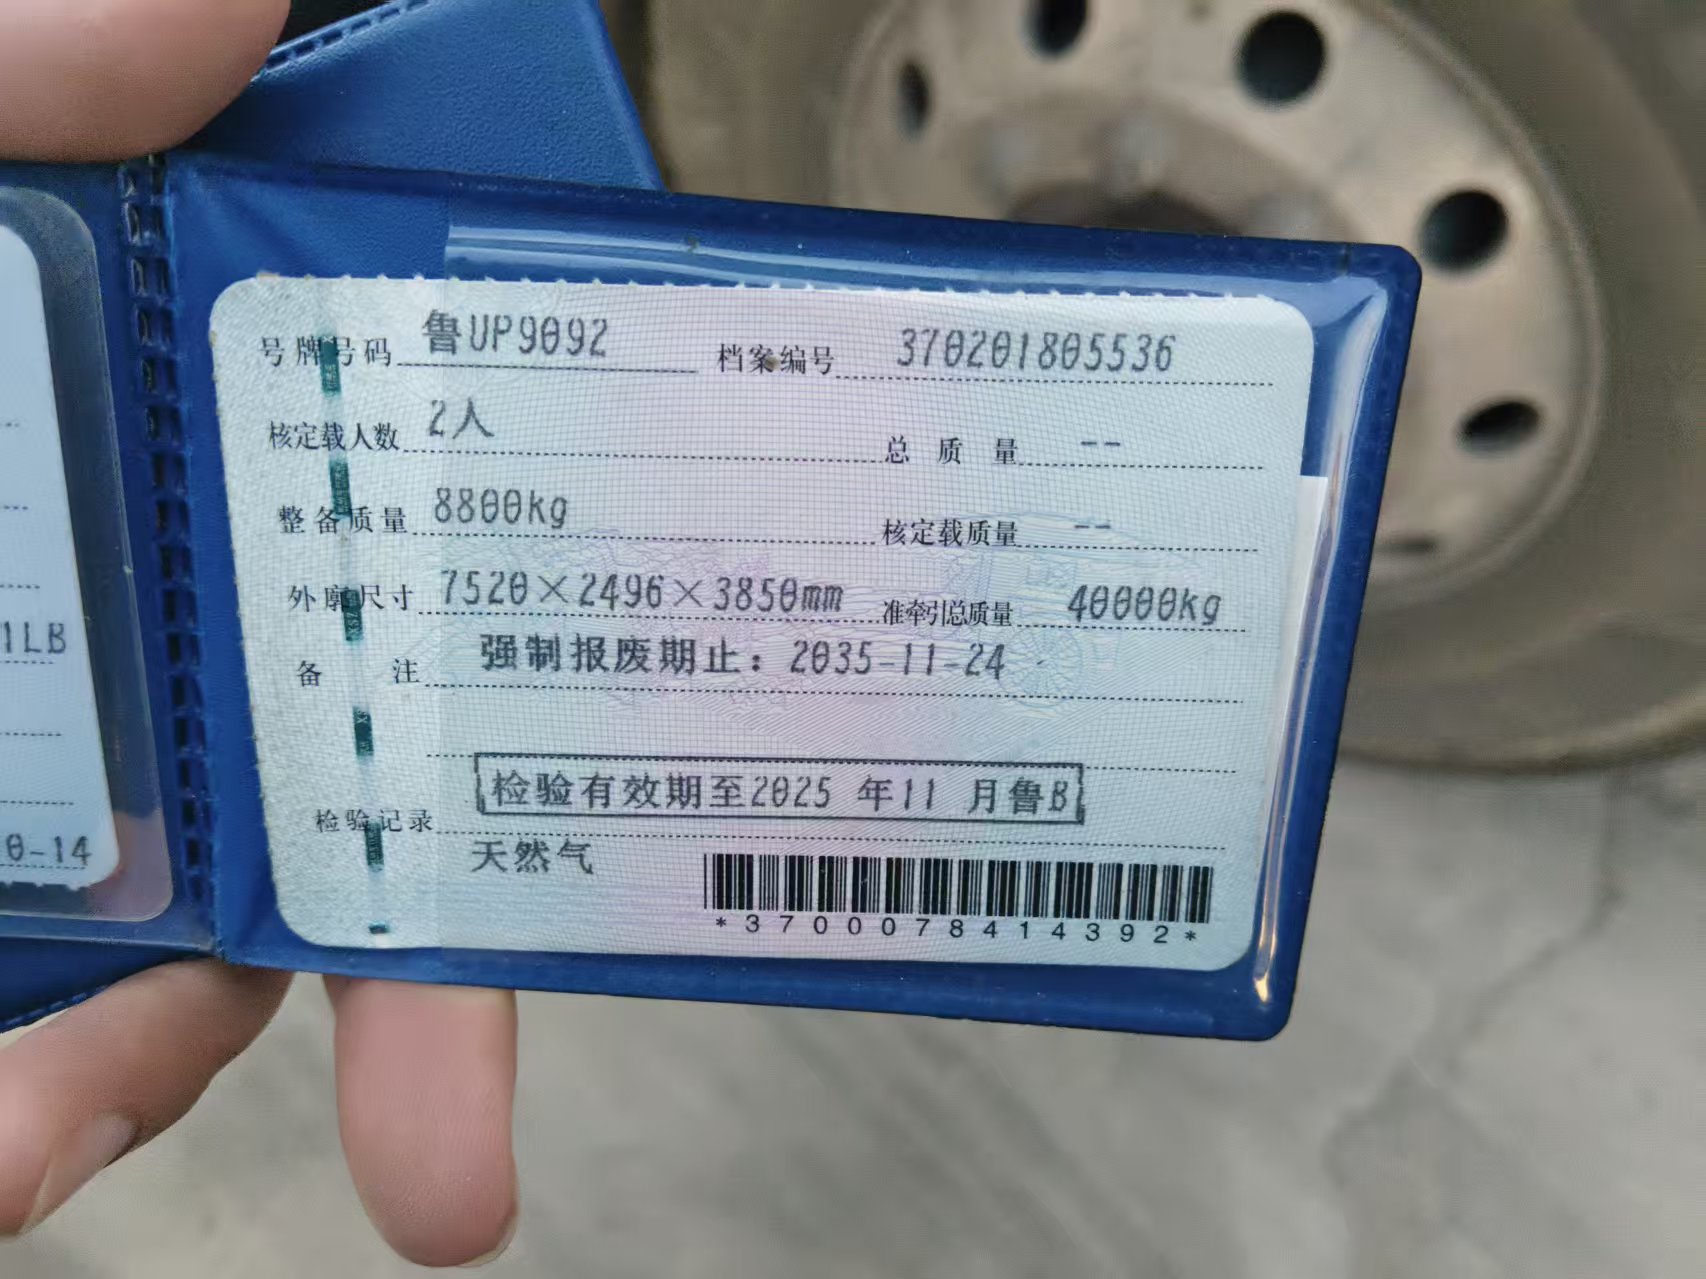 号牌号码 鲁UP9092 档案编号 370201805536
核定载人数 2人 总质量 --
整备质量 8800kg 核定载质量 --
外廓尺寸 7520×2496×3850mm 准牵引总质量 40000kg
备注 强制报废期止：2035-11-24
检验记录 检验有效期至2025 年11 月鲁B
天然气
*3700078414392*
1LB
0-14